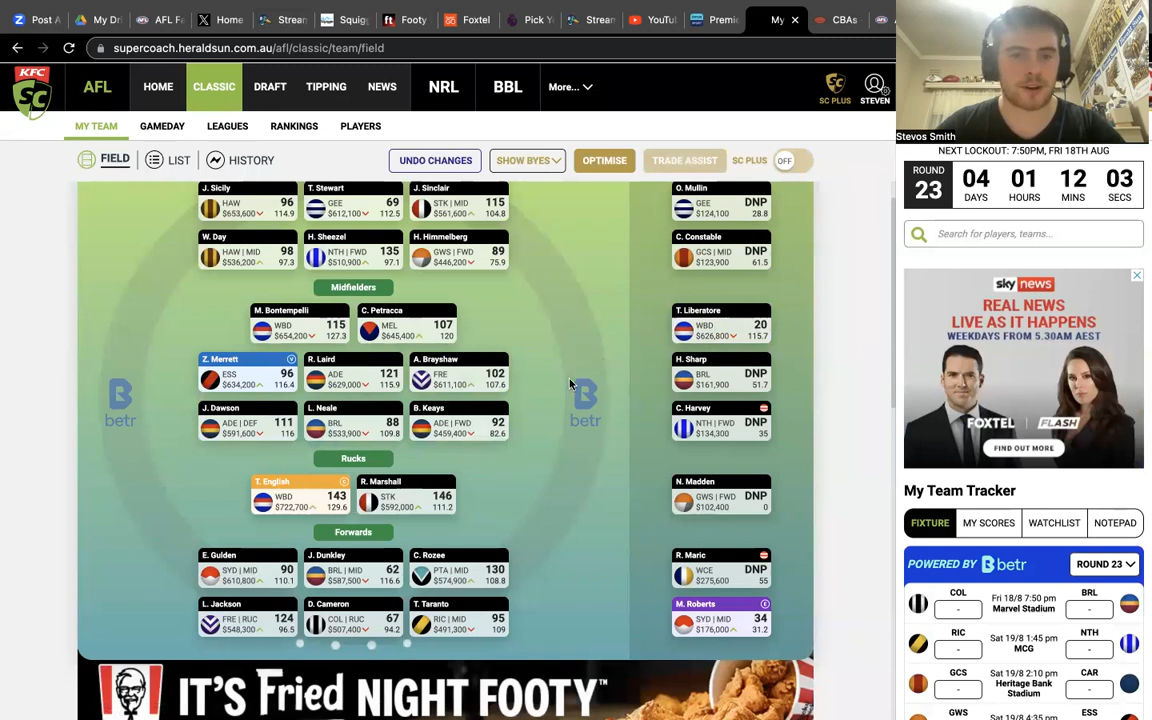 Post A
My Dri
AFL Fa
Home
Stream
Squigg
Footy
Foxtel
Pick Y
Stream
YouTu
Premie
My
CBAs
supercoach.heraldsun.com.au/afl/classic/team/field
KFC
SC
AFL
HOME
CLASSIC
DRAFT
TIPPING
NEWS
NRL
BBL
More...
SC PLUS
STEVEN
MY TEAM
GAMEDAY
LEAGUES
RANKINGS
PLAYERS
FIELD
LIST
HISTORY
UNDO CHANGES
SHOW BYES
OPTIMISE
TRADE ASSIST
SC PLUS
OFF
J. Sicily
HAW 96
$653,600 114.9
T. Stewart
GEE 69
$612,100 112.5
J. Sinclair
STK | MID 115
$561,600 104.8
O. Mullin
GEE DNP
$124,100 28.8
W. Day
HAW | MID 98
$536,200 97.3
H. Sheezel
NTH | FWD 135
$510,900 97.1
H. Himmelberg
GWS | FWD 89
$446,200 75.9
C. Constable
GCS | MID DNP
$123,900 61.5
Midfielders
M. Bontempelli
WBD 115
$654,200 127.3
C. Petracca
MEL 107
$645,400 120
T. Liberatore
WBD 20
$626,800 115.7
Z. Merrett V
ESS 96
$634,200 116.4
R. Laird
ADE 121
$629,000 115.9
A. Brayshaw
FRE 102
$611,100 107.6
H. Sharp
BRL DNP
$161,900 51.7
J. Dawson
ADE | DEF 111
$591,600 116
L. Neale
BRL 88
$533,900 109.8
B. Keays
ADE | FWD 92
$459,400 82.6
C. Harvey
NTH | FWD DNP
$134,300 35
betr
betr
Rucks
T. English C
WBD 143
$722,700 129.6
R. Marshall
STK 146
$592,000 111.2
N. Madden
GWS | FWD DNP
$102,400 0
Forwards
E. Gulden
SYD | MID 90
$610,800 110.1
J. Dunkley
BRL | MID 62
$587,500 116.6
C. Rozee
PTA | MID 130
$574,900 108.8
R. Maric
WCE DNP
$275,600 55
L. Jackson
FRE | RUC 124
$548,300 96.5
D. Cameron
COL | RUC 67
$507,400 94.2
T. Taranto
RIC | MID 95
$491,300 109
M. Roberts E
SYD | MID 34
$176,000 31.2
KFC
IT'S Fried NIGHT FOOTY™
Stevos Smith
NEXT LOCKOUT: 7:50PM, FRI 18TH AUG
ROUND
23
04 01 12 03
DAYS HOURS MINS SECS
Search for players, teams...
sky news
REAL NEWS
LIVE AS IT HAPPENS
WEEKDAYS FROM 5.30AM AEST
FOXTEL FLASH
FIND OUT MORE
My Team Tracker
FIXTURE
MY SCORES
WATCHLIST
NOTEPAD
POWERED BY betr
ROUND 23
COL
-
Fri 18/8 7:50 pm
Marvel Stadium
BRL
-
RIC
-
Sat 19/8 1:45 pm
MCG
NTH
-
GCS
-
Sat 19/8 2:10 pm
Heritage Bank
Stadium
CAR
-
GWS
Sat 19/8 4:35 pm
ESS